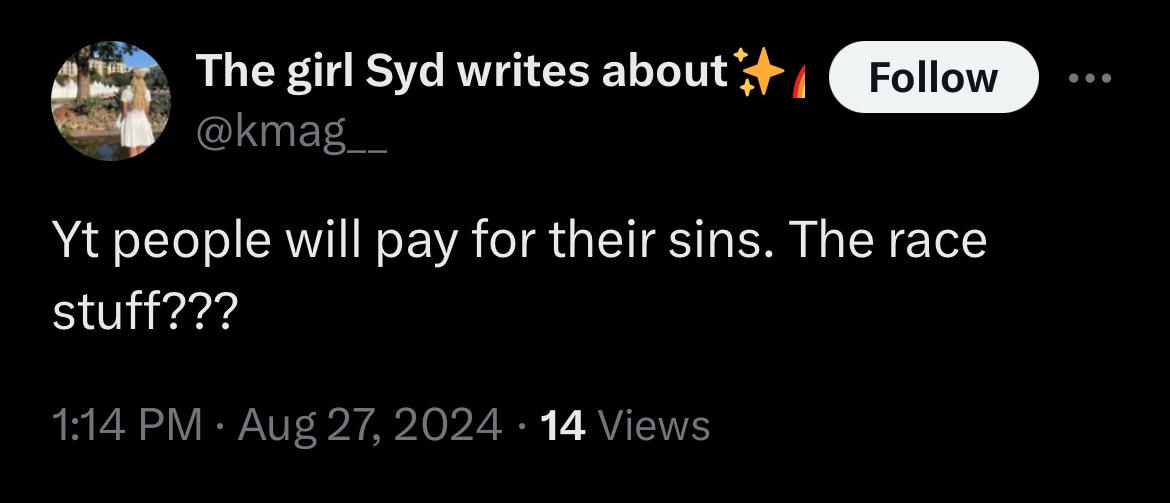 The girl Syd writes about✨
Follow
@kmag__
Yt people will pay for their sins. The race
stuff???
1:14 PM · Aug 27, 2024 · 14 Views